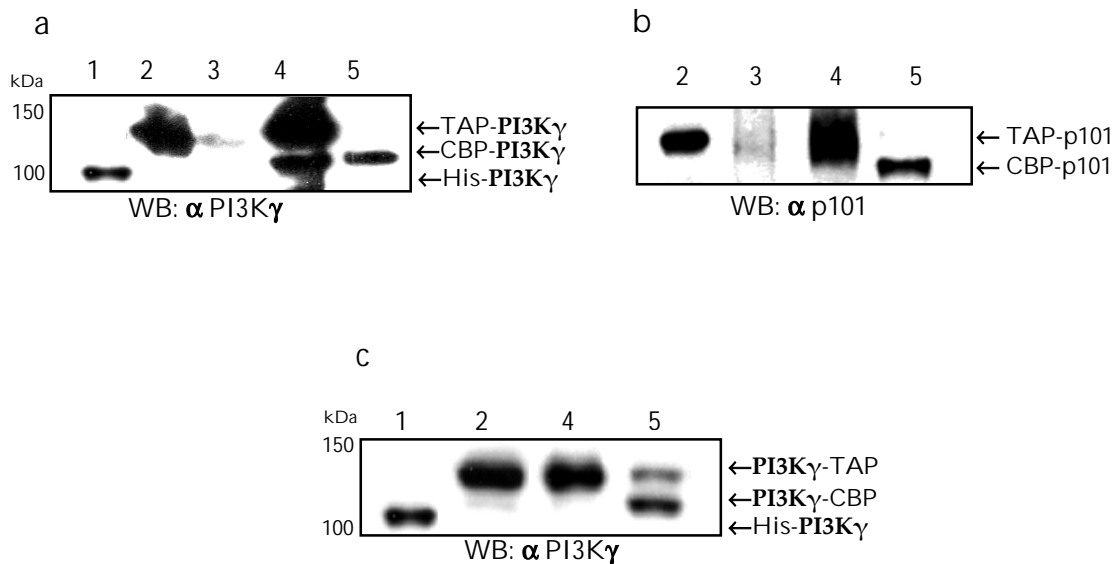 a
1 2 3 4 5
kDa
150
100
←TAP-PI3Kγ
←CBP-PI3Kγ
←His-PI3Kγ
WB: α PI3Kγ
b
2 3 4 5
← TAP-p101
← CBP-p101
WB: α p101
c
1 2 4 5
kDa
150
100
←PI3Kγ-TAP
←PI3Kγ-CBP
←His-PI3Kγ
WB: α PI3Kγ